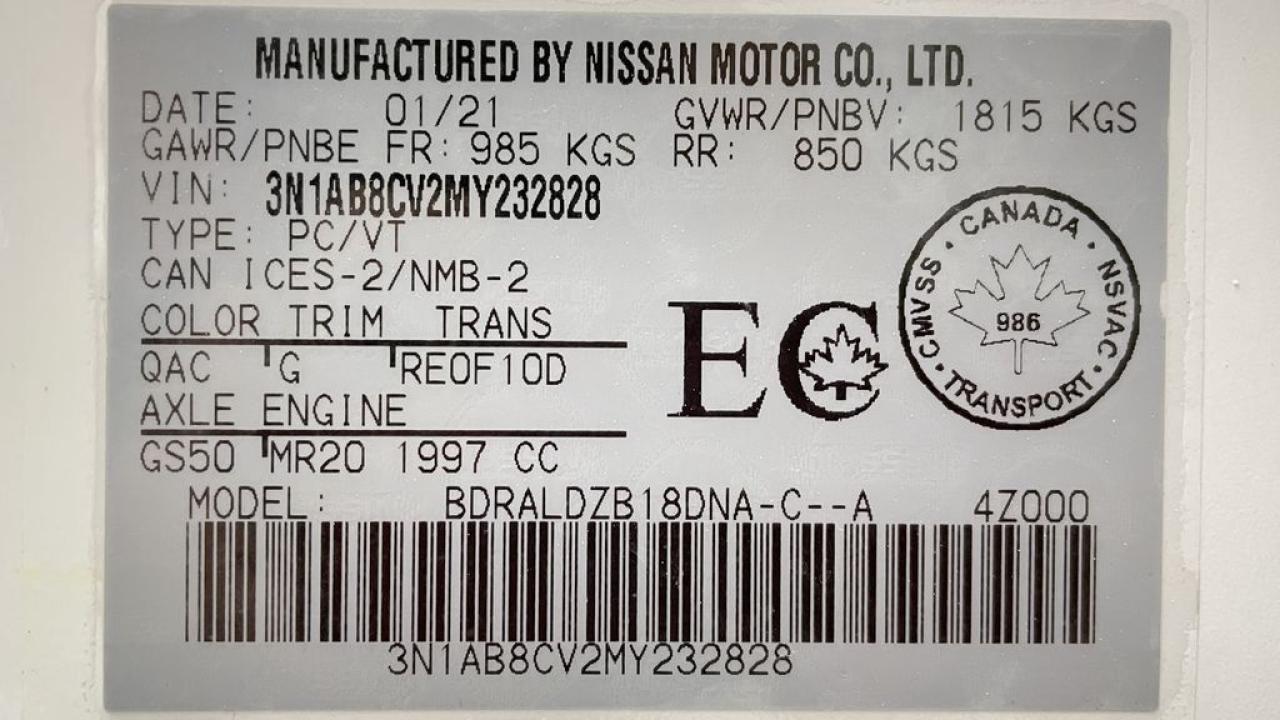 MANUFACTURED BY NISSAN MOTOR CO., LTD.
DATE: 01/21 GVWR/PNBV: 1815 KGS
GAWR/PNBE FR: 985 KGS RR: 850 KGS
VIN: 3N1AB8CV2MY232828
TYPE: PC/VT
CAN ICES-2/NMB-2
COLOR TRIM TRANS
QAC G RE0F10D
AXLE ENGINE
GS50 MR20 1997 CC
EC
CANADA · NSVAC · TRANSPORT · CMVSS ·
986
MODEL: BDRALDZB18DNA-C--A 4Z000
3N1AB8CV2MY232828